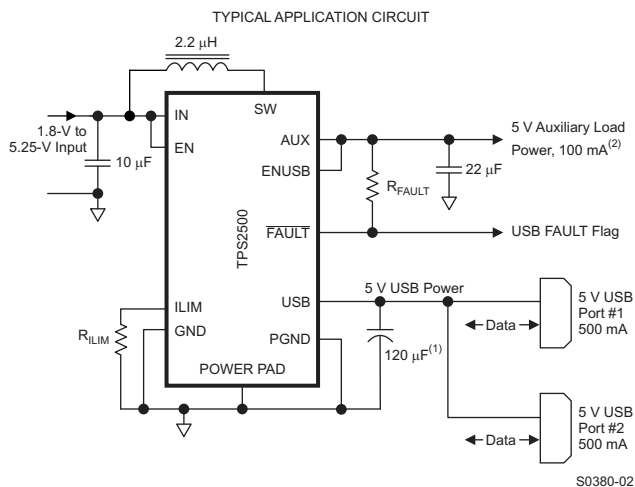 TYPICAL APPLICATION CIRCUIT
2.2 μH
SW
IN
EN
1.8-V to
5.25-V Input
10 μF
AUX
ENUSB
5 V Auxiliary Load
Power, 100 mA(2)
22 μF
RFAULT
TPS2500
FAULT
USB FAULT Flag
5 V USB Power
USB
ILIM
GND
RILIM
PGND
120 μF(1)
POWER PAD
Data
5 V USB
Port #1
500 mA
Data
5 V USB
Port #2
500 mA
S0380-02